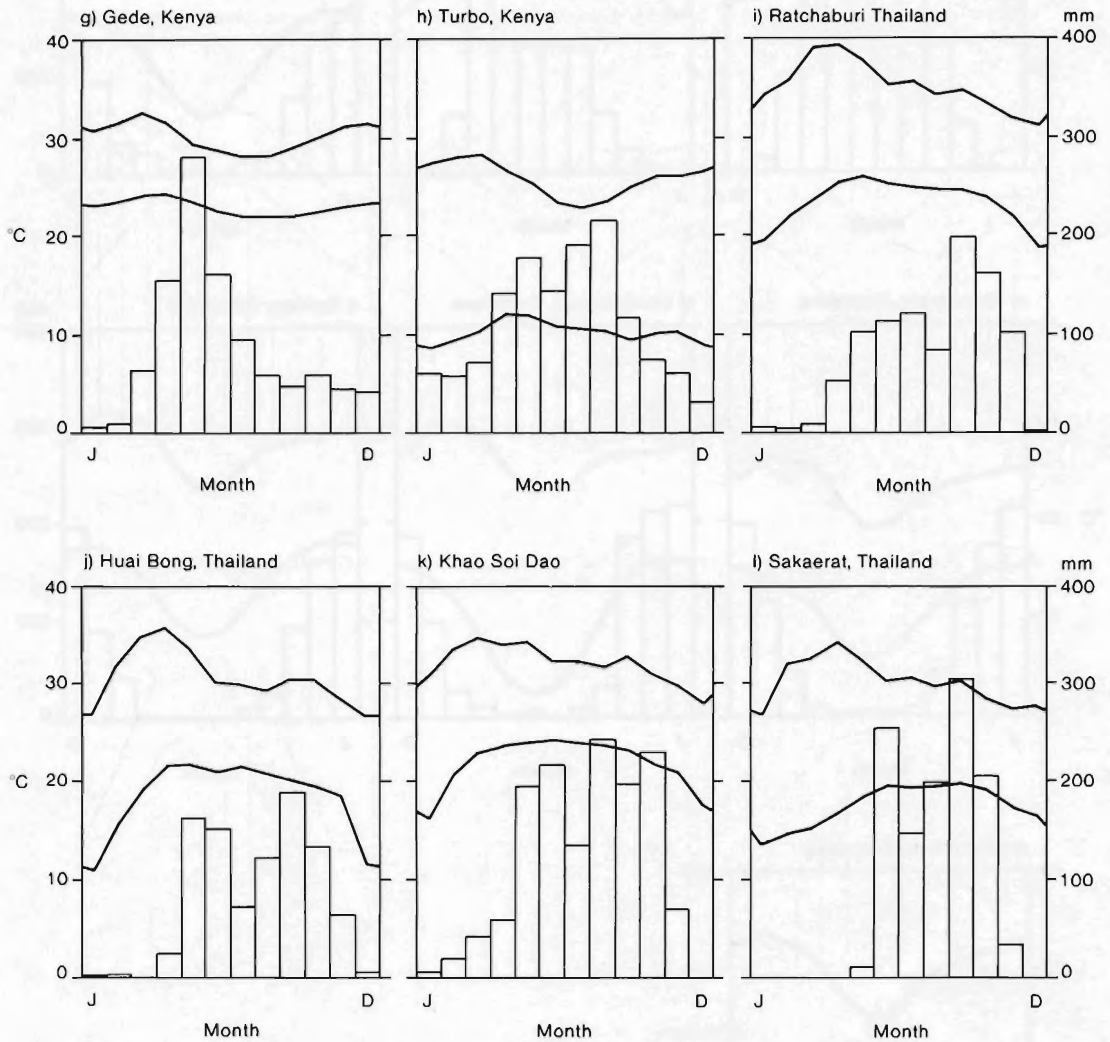 g) Gede, Kenya
h) Turbo, Kenya
i) Ratchaburi Thailand
mm
40
30
°C
20
10
0
400
300
200
100
0
J
D
J
D
J
D
Month
Month
Month
j) Huai Bong, Thailand
k) Khao Soi Dao
l) Sakaerat, Thailand
mm
40
30
°C
20
10
0
400
300
200
100
0
J
D
J
D
J
D
Month
Month
Month